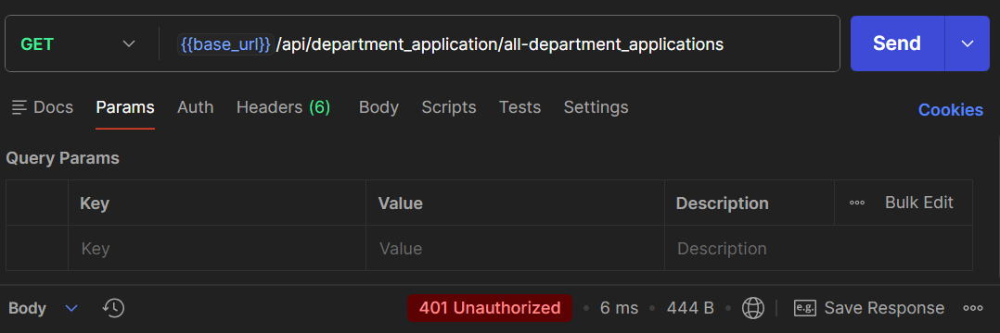 GET {{base_url}}/api/department_application/all-department_applications Send
Docs Params Auth Headers (6) Body Scripts Tests Settings Cookies
Query Params
Key Value Description Bulk Edit
Key Value Description
Body 401 Unauthorized 6 ms 444 B e.g. Save Response